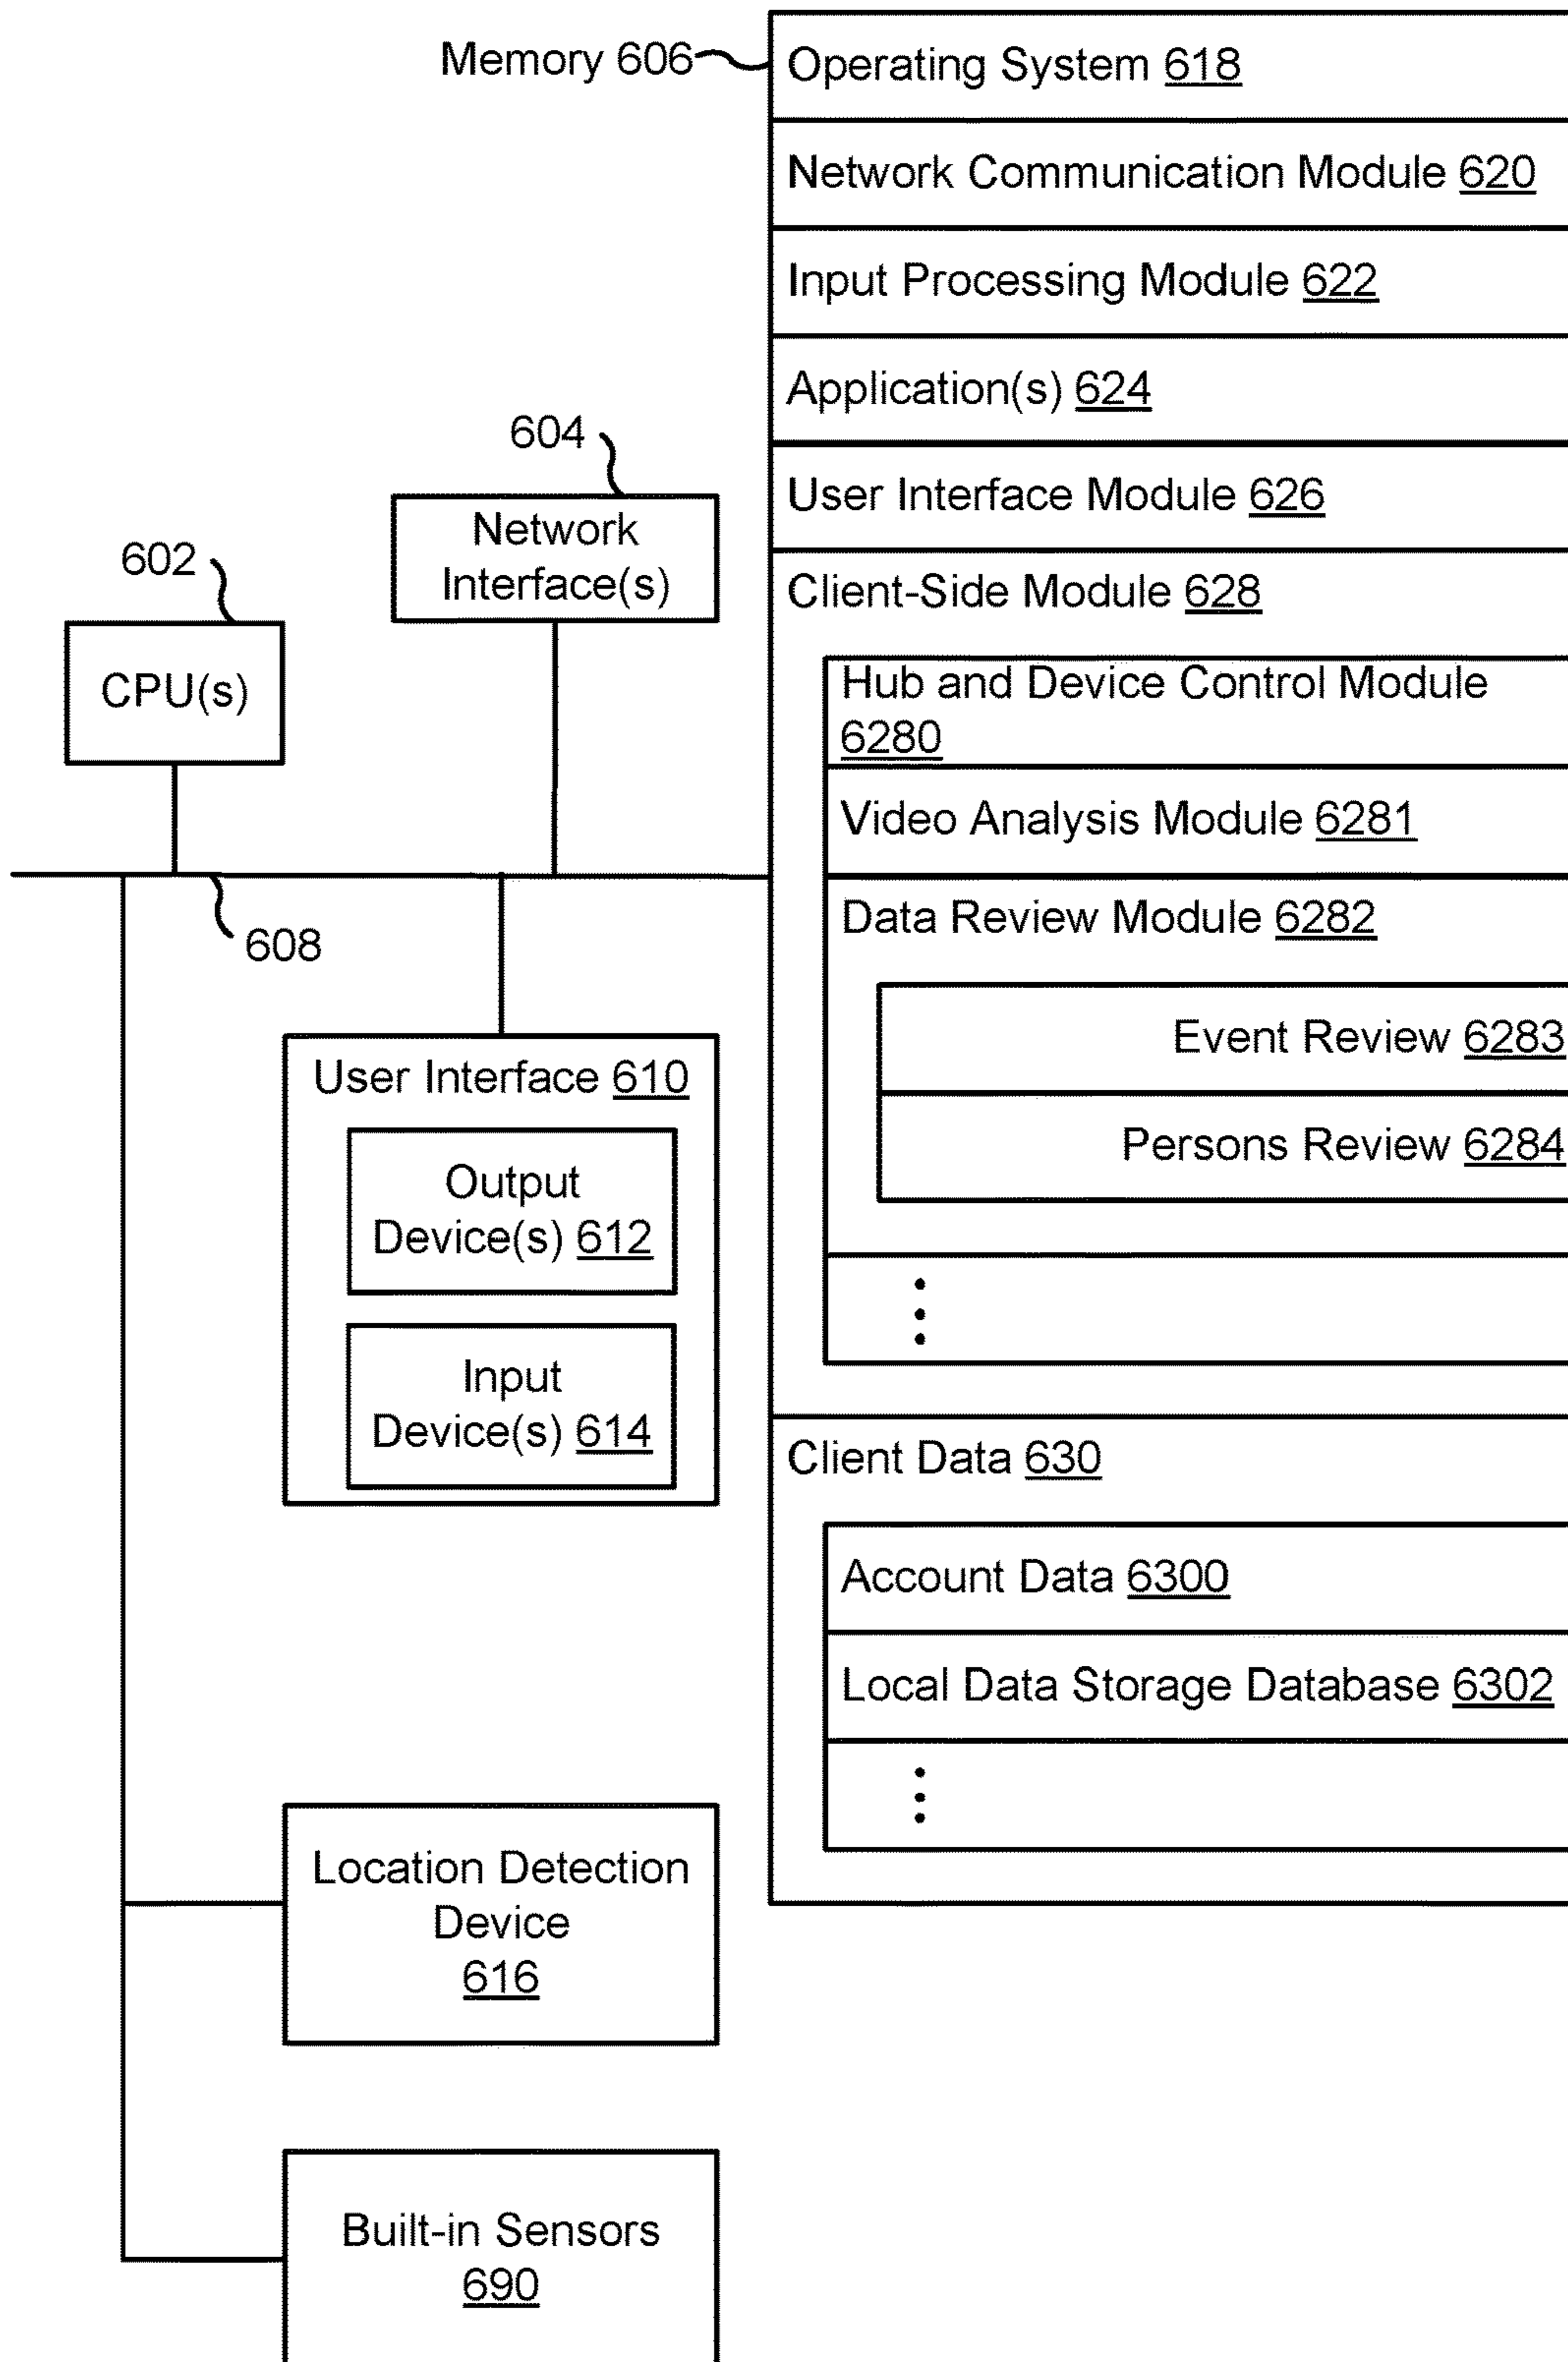 Memory 606
Operating System 618
Network Communication Module 620
Input Processing Module 622
Application(s) 624
User Interface Module 626
Client-Side Module 628
Hub and Device Control Module
6280
Video Analysis Module 6281
Data Review Module 6282
Event Review 6283
Persons Review 6284
Client Data 630
Account Data 6300
Local Data Storage Database 6302
604
Network
Interface(s)
602
CPU(s)
608
User Interface 610
Output
Device(s) 612
Input
Device(s) 614
Location Detection
Device
616
Built-in Sensors
690